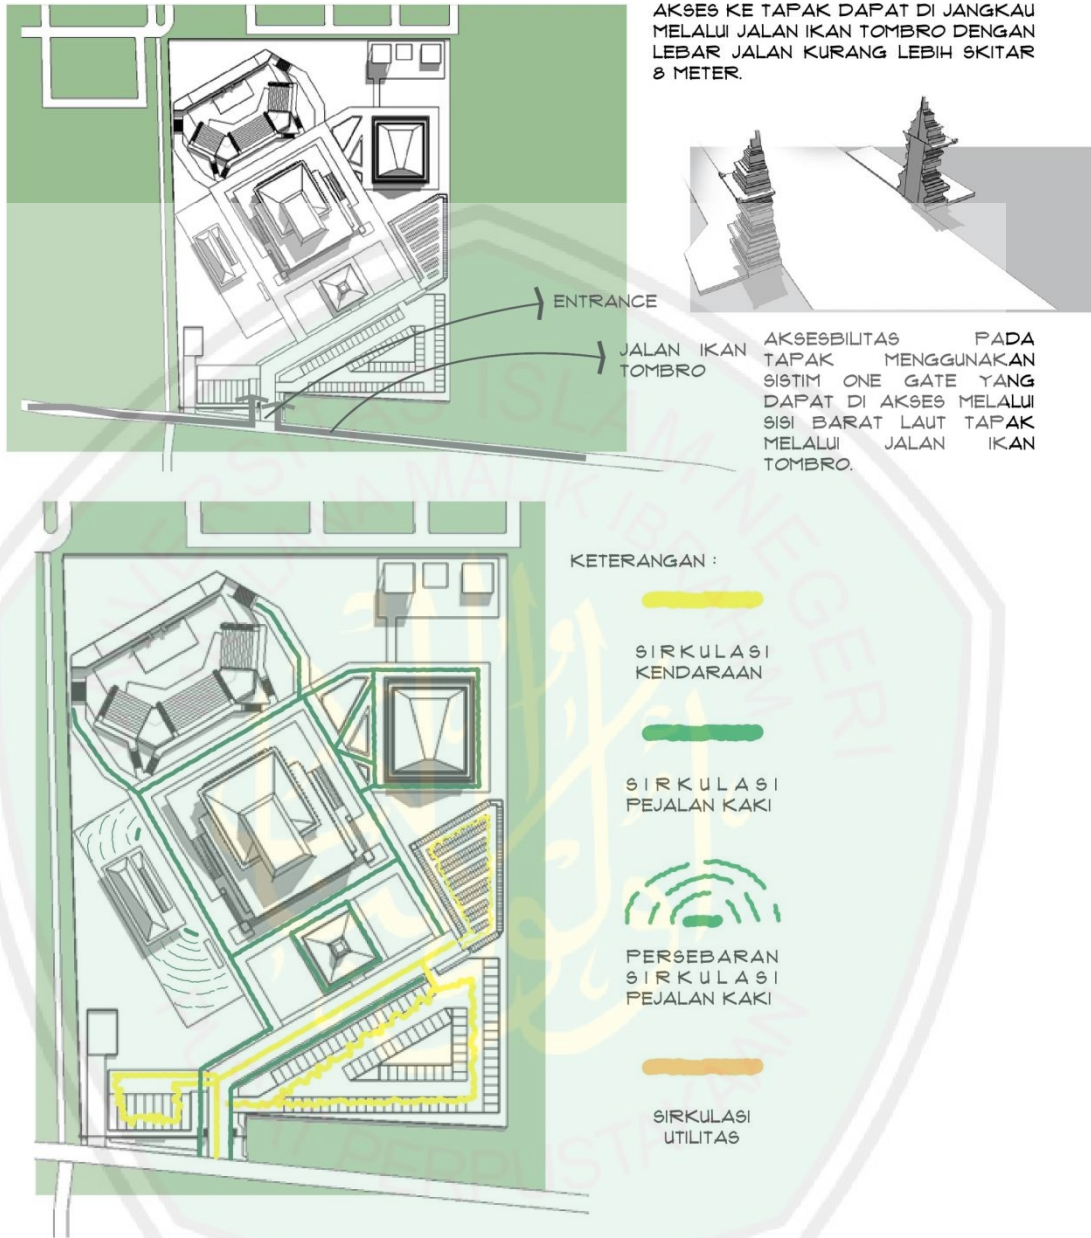 AKSES KE TAPAK DAPAT DI JANGKAU
MELALUI JALAN IKAN TOMBRO DENGAN
LEBAR JALAN KURANG LEBIH SKITAR
8 METER.
ENTRANCE
JALAN IKAN
TOMBRO
AKSESBILITAS PADA
TAPAK MENGGUNAKAN
SISTIM ONE GATE YANG
DAPAT DI AKSES MELALUI
SISI BARAT LAUT TAPAK
MELALUI JALAN IKAN
TOMBRO.
KETERANGAN :
SIRKULASI
KENDARAAN
SIRKULASI
PEJALAN KAKI
PERSEBARAN
SIRKULASI
PEJALAN KAKI
SIRKULASI
UTILITAS